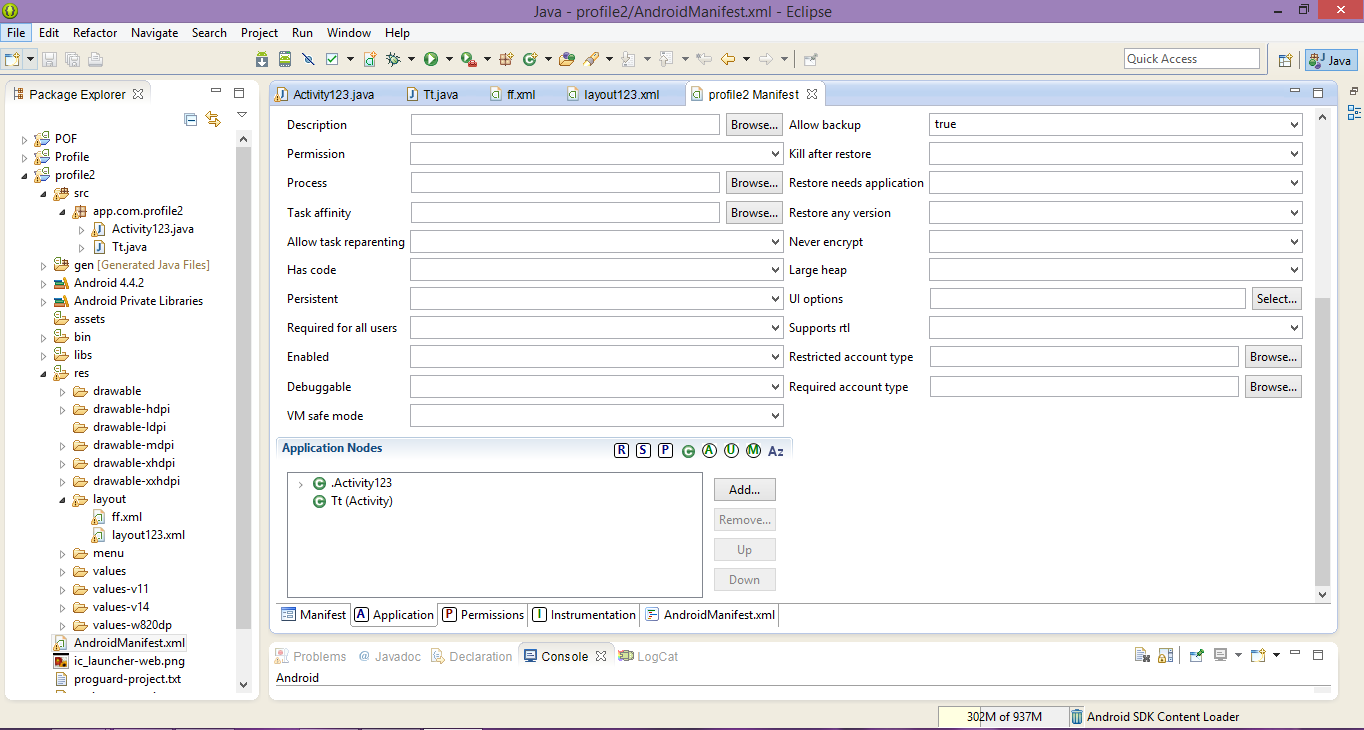 Java - profile2/AndroidManifest.xml - Eclipse
File Edit Refactor Navigate Search Project Run Window Help
Quick Access
Java
Package Explorer
POF
Profile
profile2
src
app.com.profile2
Activity123.java
Tt.java
gen [Generated Java Files]
Android 4.4.2
Android Private Libraries
assets
bin
libs
res
drawable
drawable-hdpi
drawable-ldpi
drawable-mdpi
drawable-xhdpi
drawable-xxhdpi
layout
ff.xml
layout123.xml
menu
values
values-v11
values-v14
values-w820dp
AndroidManifest.xml
ic_launcher-web.png
proguard-project.txt
Activity123.java Tt.java ff.xml layout123.xml profile2 Manifest
Description Browse... Allow backup true
Permission Kill after restore
Process Browse... Restore needs application
Task affinity Browse... Restore any version
Allow task reparenting Never encrypt
Has code Large heap
Persistent UI options Select...
Required for all users Supports rtl
Enabled Restricted account type Browse...
Debuggable Required account type Browse...
VM safe mode
Application Nodes R S P C A U M Az
C .Activity123
C Tt (Activity)
Add...
Remove...
Up
Down
Manifest A Application P Permissions I Instrumentation AndroidManifest.xml
Problems @ Javadoc Declaration Console LogCat
Android
302M of 937M Android SDK Content Loader